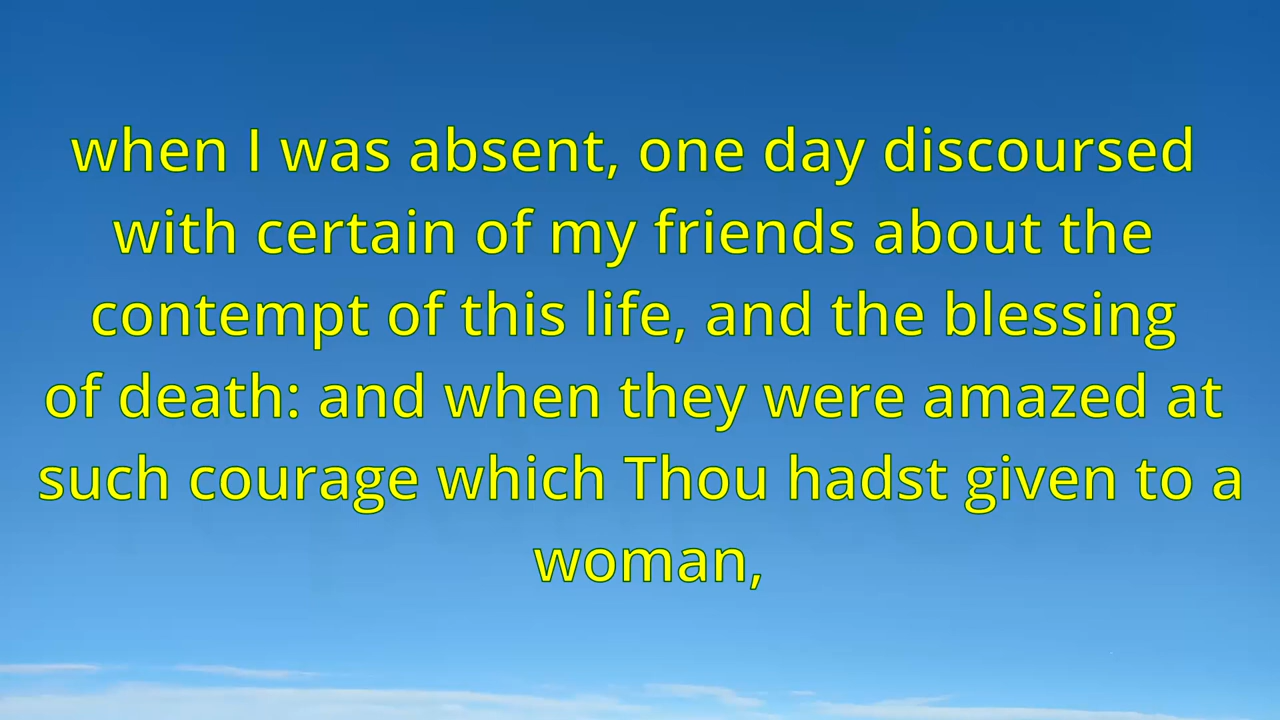 when I was absent, one day discoursed
with certain of my friends about the
contempt of this life, and the blessing
of death: and when they were amazed at
such courage which Thou hadst given to a
woman,